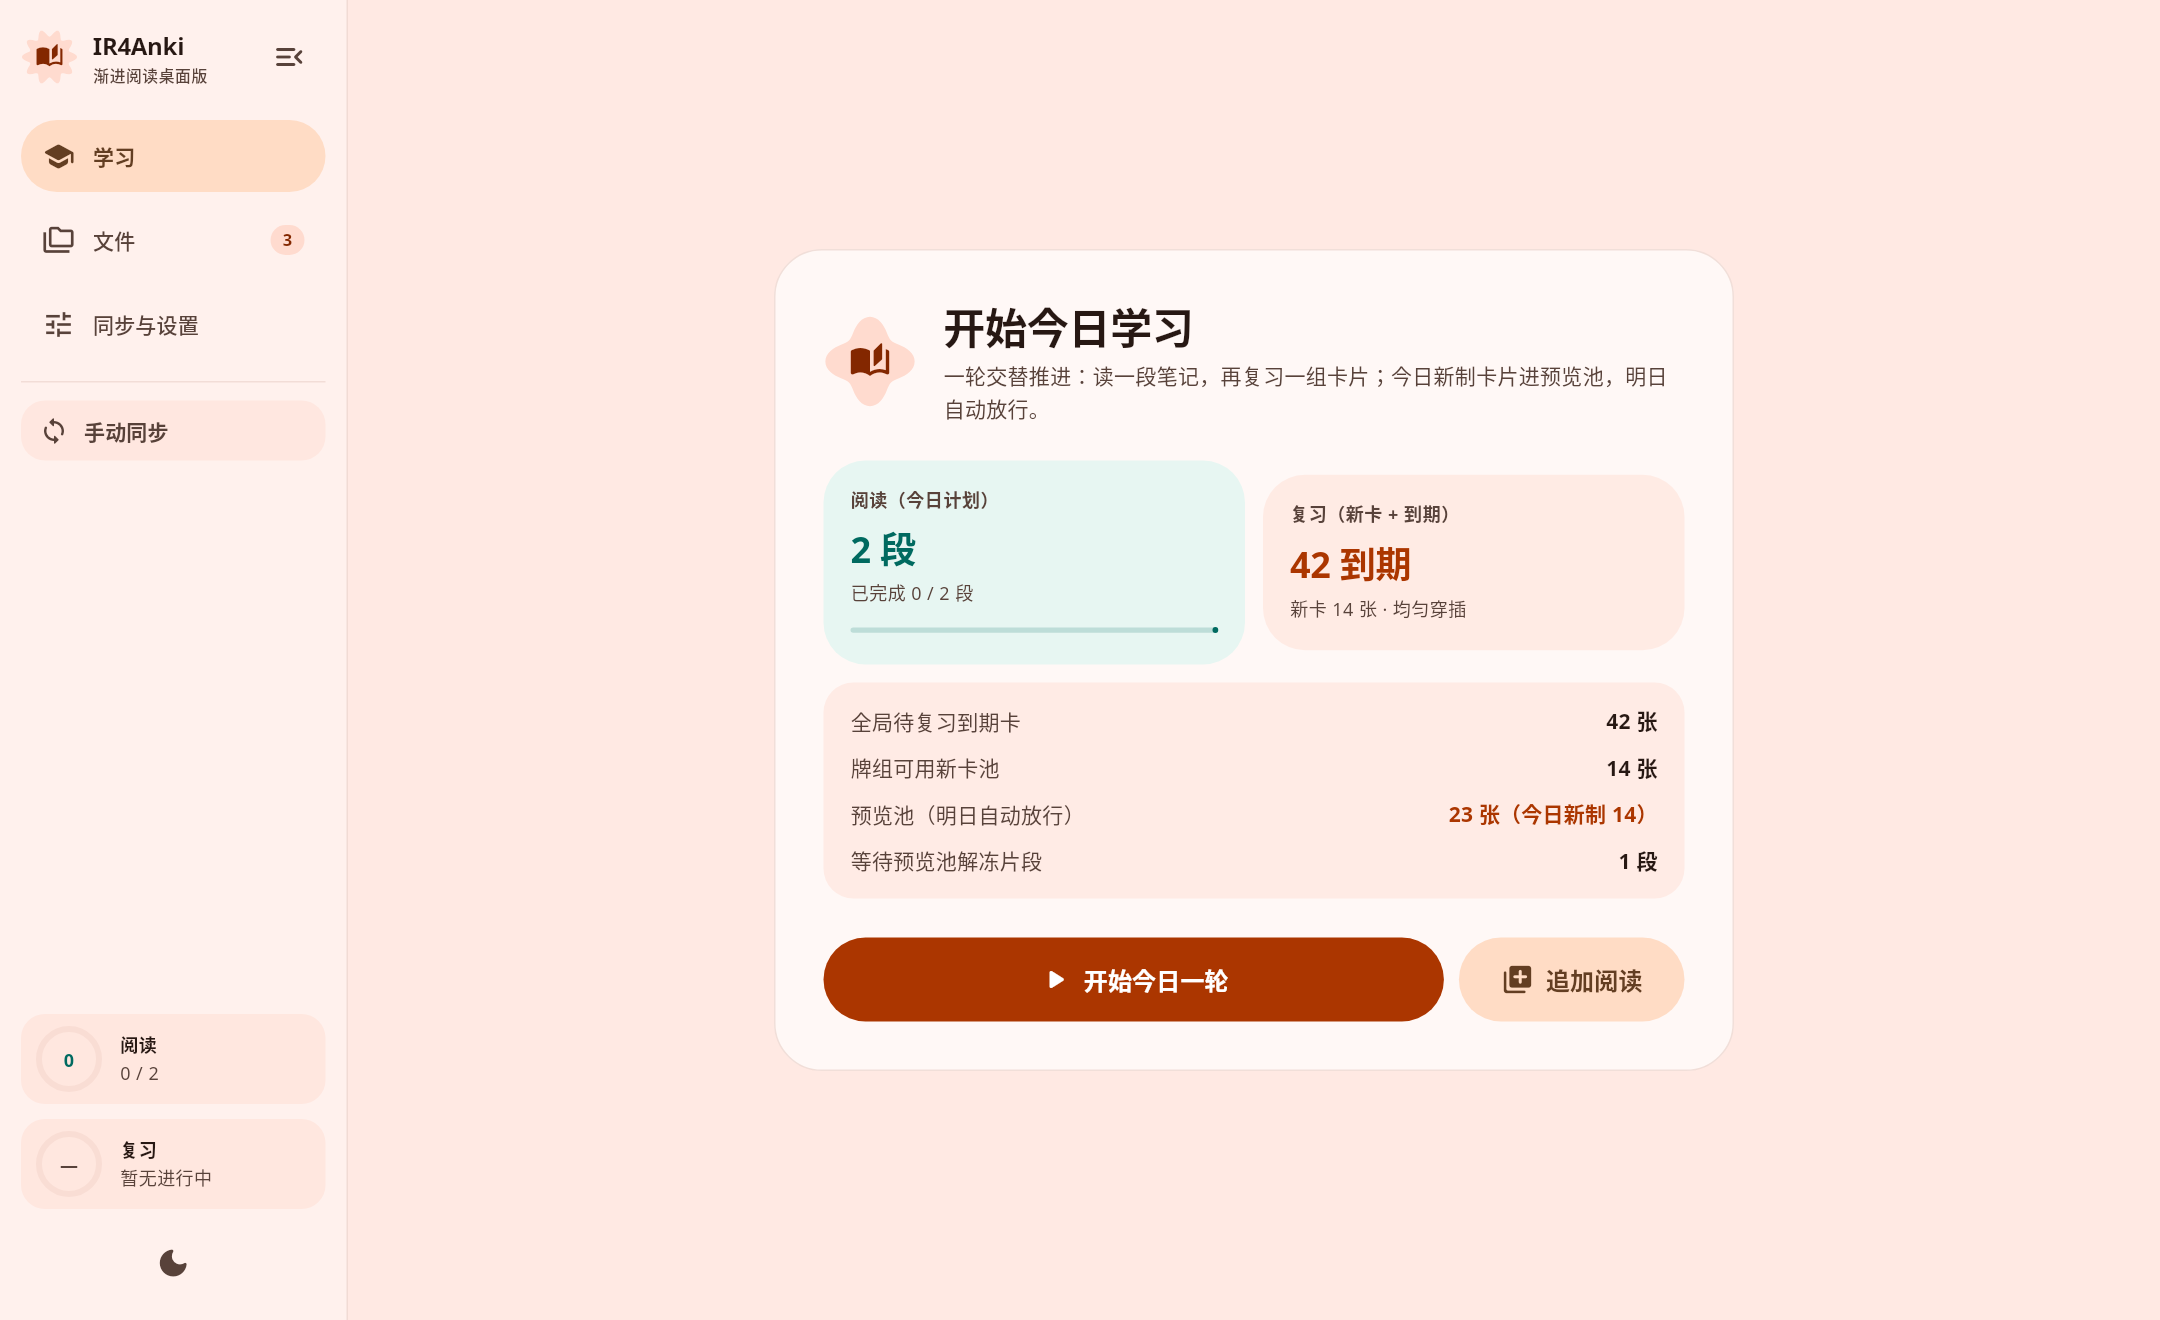 IR4Anki
渐进阅读桌面版
学习
文件
3
同步与设置
手动同步
开始今日学习
一轮交替推进：读一段笔记，再复习一组卡片；今日新制卡片进预览池，明日
自动放行。
阅读（今日计划）
2 段
已完成 0 / 2 段
复习（新卡 + 到期）
42 到期
新卡 14 张 · 均匀穿插
全局待复习到期卡
42 张
牌组可用新卡池
14 张
预览池（明日自动放行）
23 张（今日新制 14）
等待预览池解冻片段
1 段
开始今日一轮
追加阅读
0
阅读
0 / 2
—
复习
暂无进行中